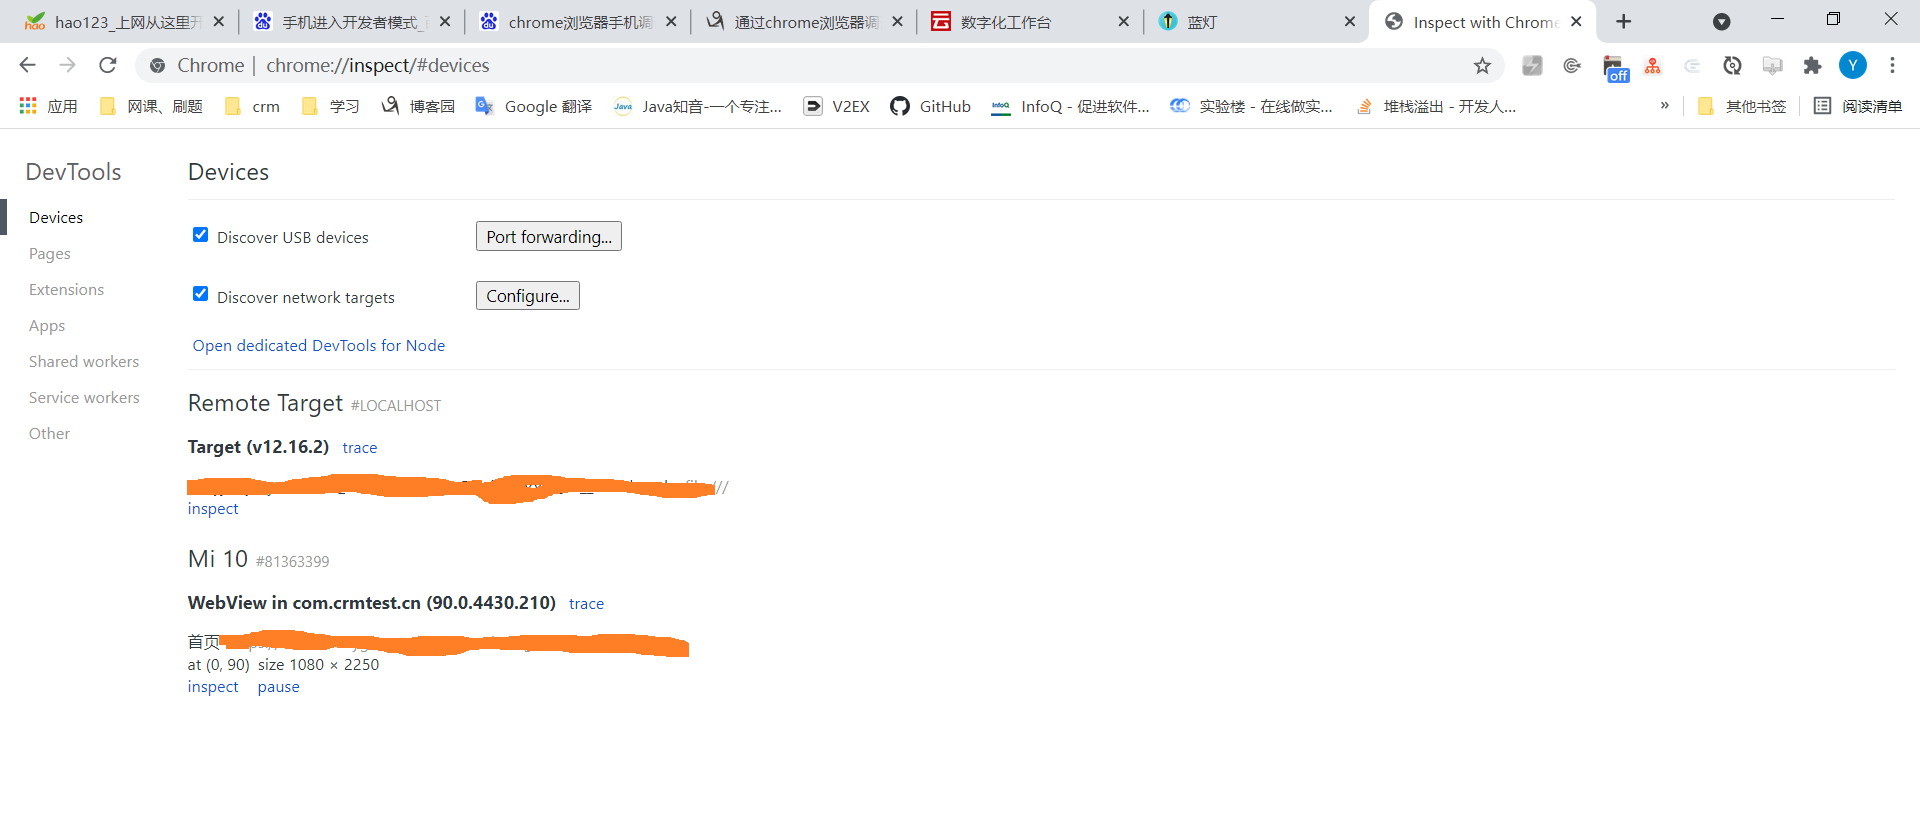 hao123_上网从这里开
手机进入开发者模式_
chrome浏览器手机调
通过chrome浏览器调
数字化工作台
蓝灯
Inspect with Chrome
Chrome | chrome://inspect/#devices
off
Y
应用
网课、刷题
crm
学习
博客园
Google 翻译
Java知音-一个专注...
V2EX
GitHub
InfoQ - 促进软件...
实验楼 - 在线做实...
堆栈溢出 - 开发人...
»
其他书签
阅读清单
DevTools
Devices
Pages
Extensions
Apps
Shared workers
Service workers
Other
Devices
Discover USB devices
Port forwarding...
Discover network targets
Configure...
Open dedicated DevTools for Node
Remote Target #LOCALHOST
Target (v12.16.2) trace
inspect
Mi 10 #81363399
WebView in com.crmtest.cn (90.0.4430.210) trace
首页
at (0, 90) size 1080 × 2250
inspect pause